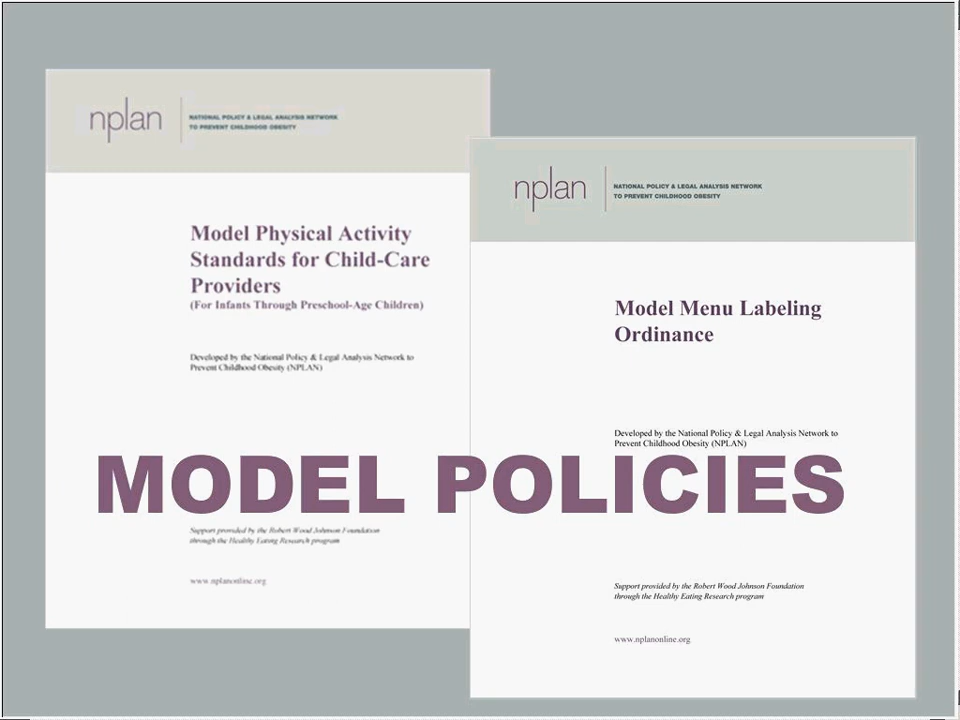 nplan
NATIONAL POLICY & LEGAL ANALYSIS NETWORK
TO PREVENT CHILDHOOD OBESITY
Model Physical Activity
Standards for Child-Care
Providers
(For Infants Through Preschool-Age Children)
Developed by the National Policy & Legal Analysis Network to
Prevent Childhood Obesity (NPLAN)
nplan
NATIONAL POLICY & LEGAL ANALYSIS NETWORK
TO PREVENT CHILDHOOD OBESITY
Model Menu Labeling
Ordinance
Developed by the National Policy & Legal Analysis Network to
Prevent Childhood Obesity (NPLAN)
MODEL POLICIES
Support provided by the Robert Wood Johnson Foundation
through the Healthy Eating Research program
www.nplanonline.org
Support provided by the Robert Wood Johnson Foundation
through the Healthy Eating Research program
www.nplanonline.org